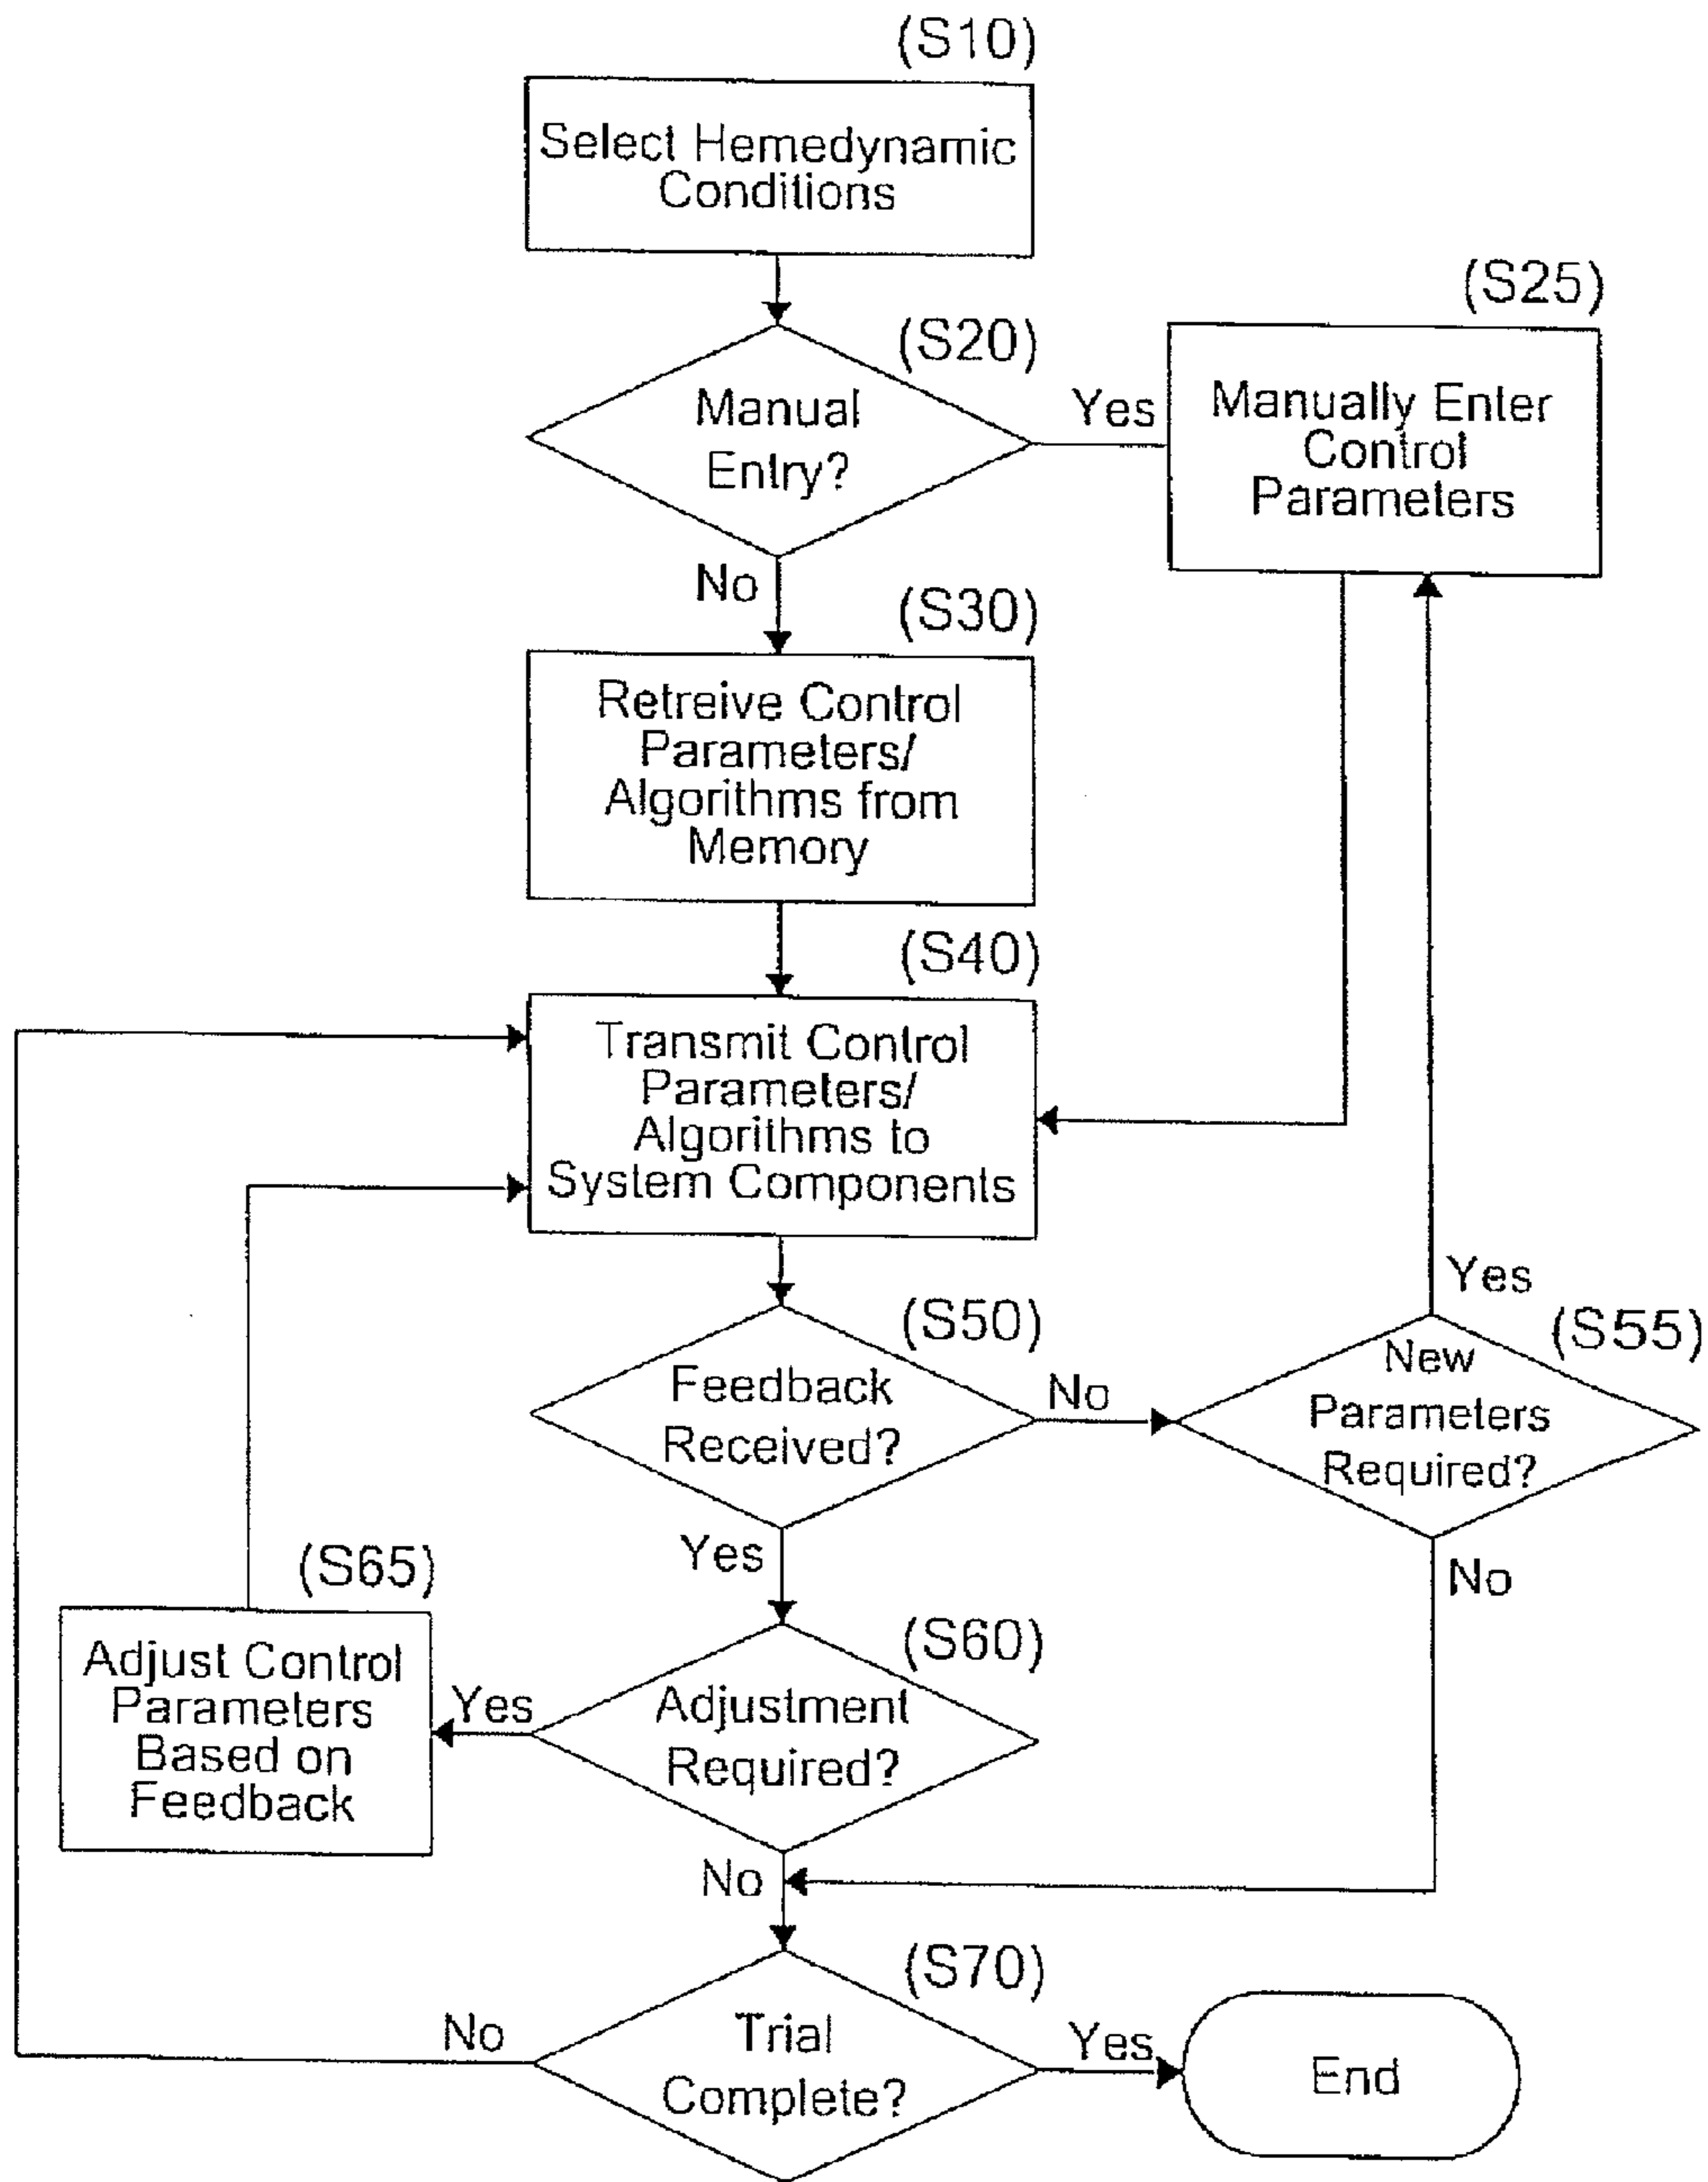 (S10)
Select Hemedynamic
Conditions
(S20)
Manual
Entry?
Yes
(S25)
Manually Enter
Control
Parameters
No
(S30)
Retreive Control
Parameters/
Algorithms from
Memory
(S40)
Transmit Control
Parameters/
Algorithms to
System Components
(S50)
Feedback
Received?
No
Yes
(S55)
New
Parameters
Required?
Yes
No
(S60)
Adjustment
Required?
Yes
(S65)
Adjust Control
Parameters
Based on
Feedback
No
(S70)
Trial
Complete?
No
Yes
End